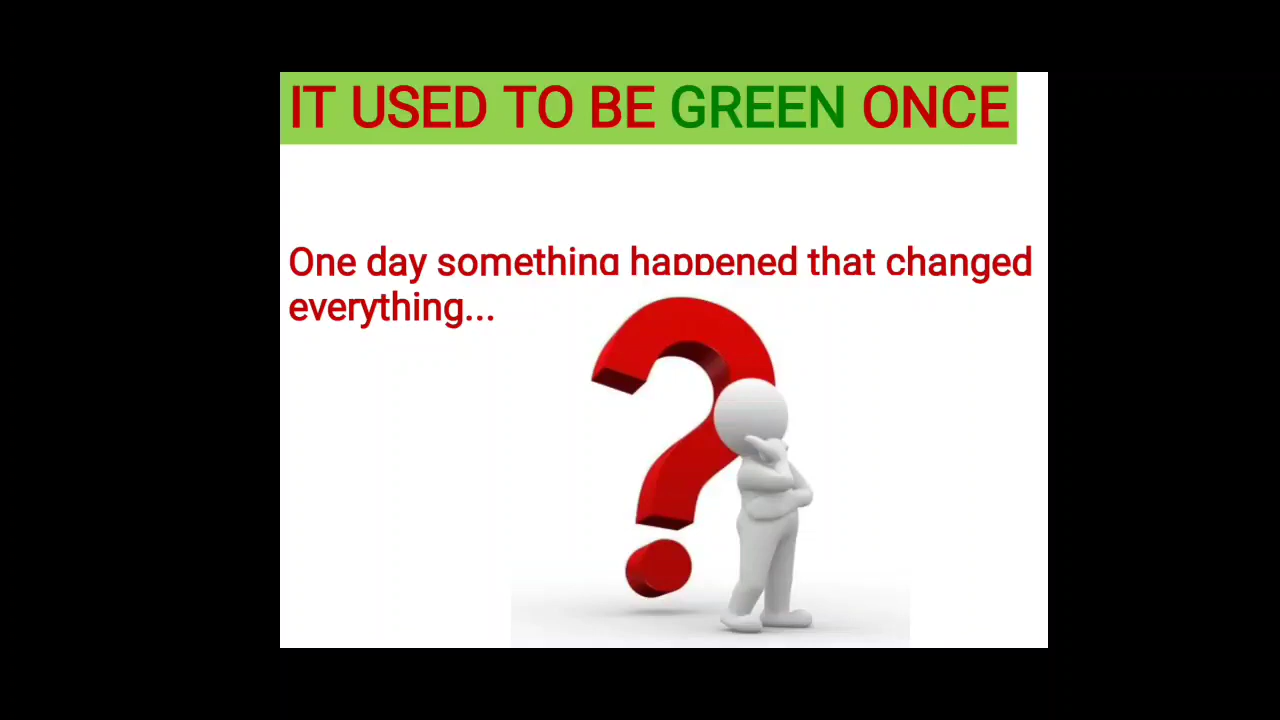 IT USED TO BE GREEN ONCE
One day something happened that changed
everything...